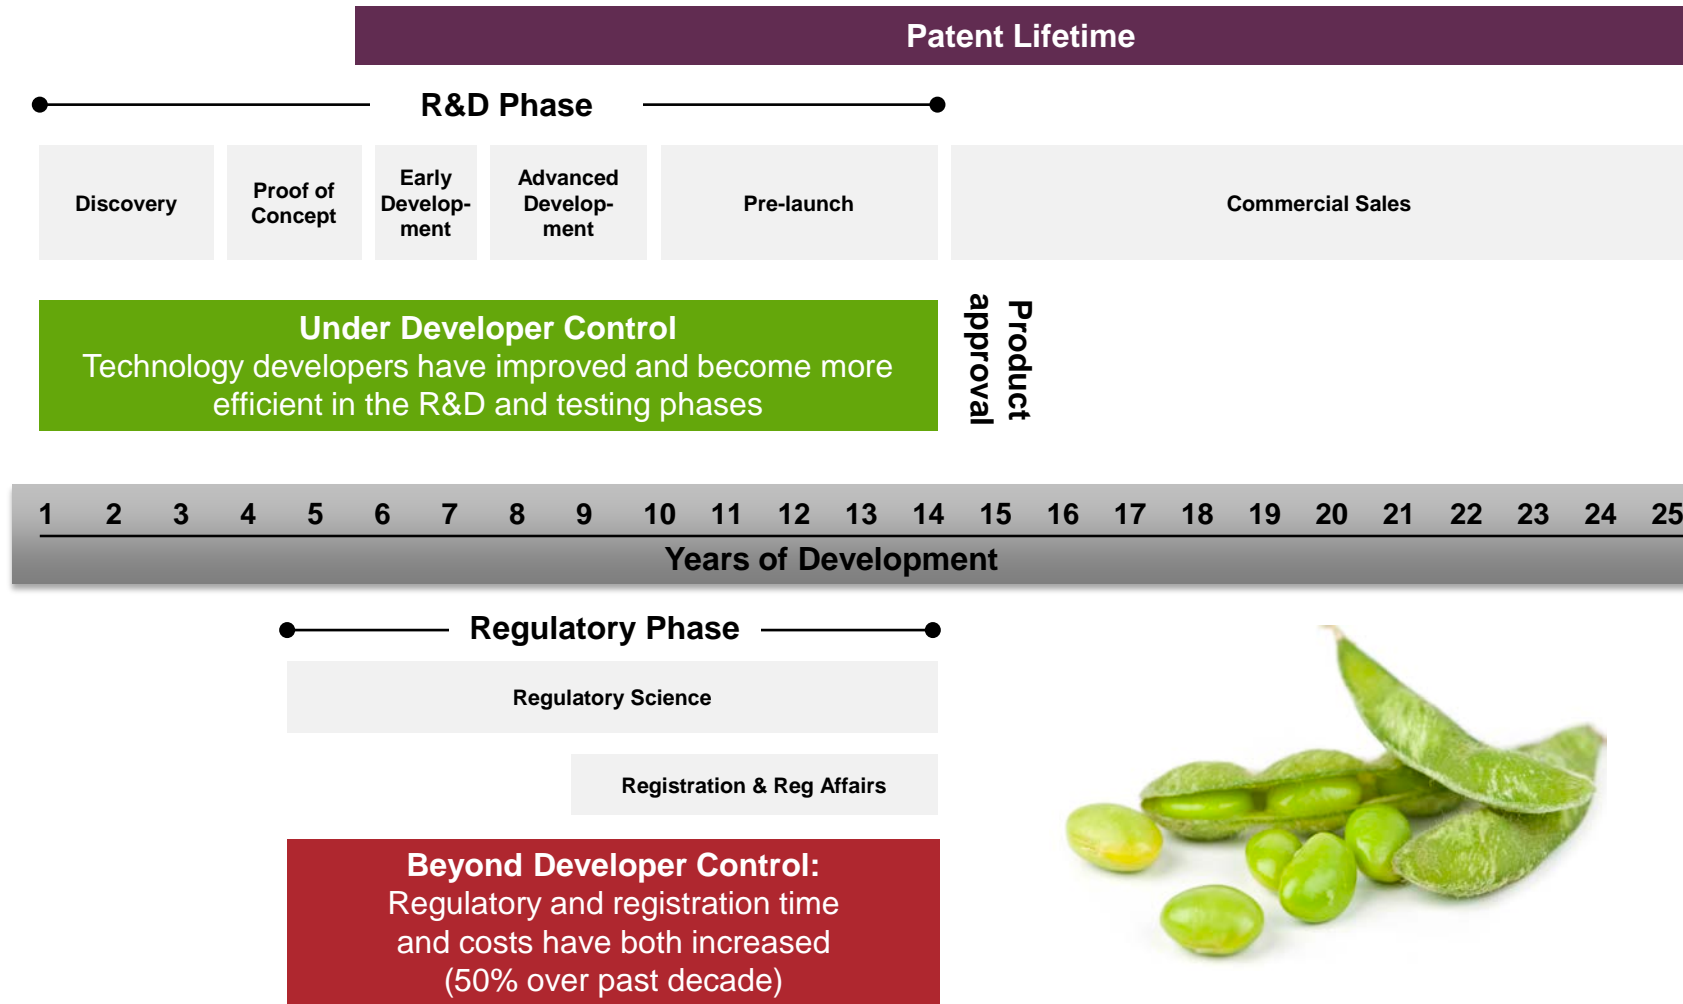 Patent Lifetime
R&D Phase
Discovery
Proof of
Concept
Early
Develop-
ment
Advanced
Develop-
ment
Pre-launch
Commercial Sales
Under Developer Control
Technology developers have improved and become more
efficient in the R&D and testing phases
Product
approval
1 2 3 4 5 6 7 8 9 10 11 12 13 14 15 16 17 18 19 20 21 22 23 24 25
Years of Development
Regulatory Phase
Regulatory Science
Registration & Reg Affairs
Beyond Developer Control:
Regulatory and registration time
and costs have both increased
(50% over past decade)